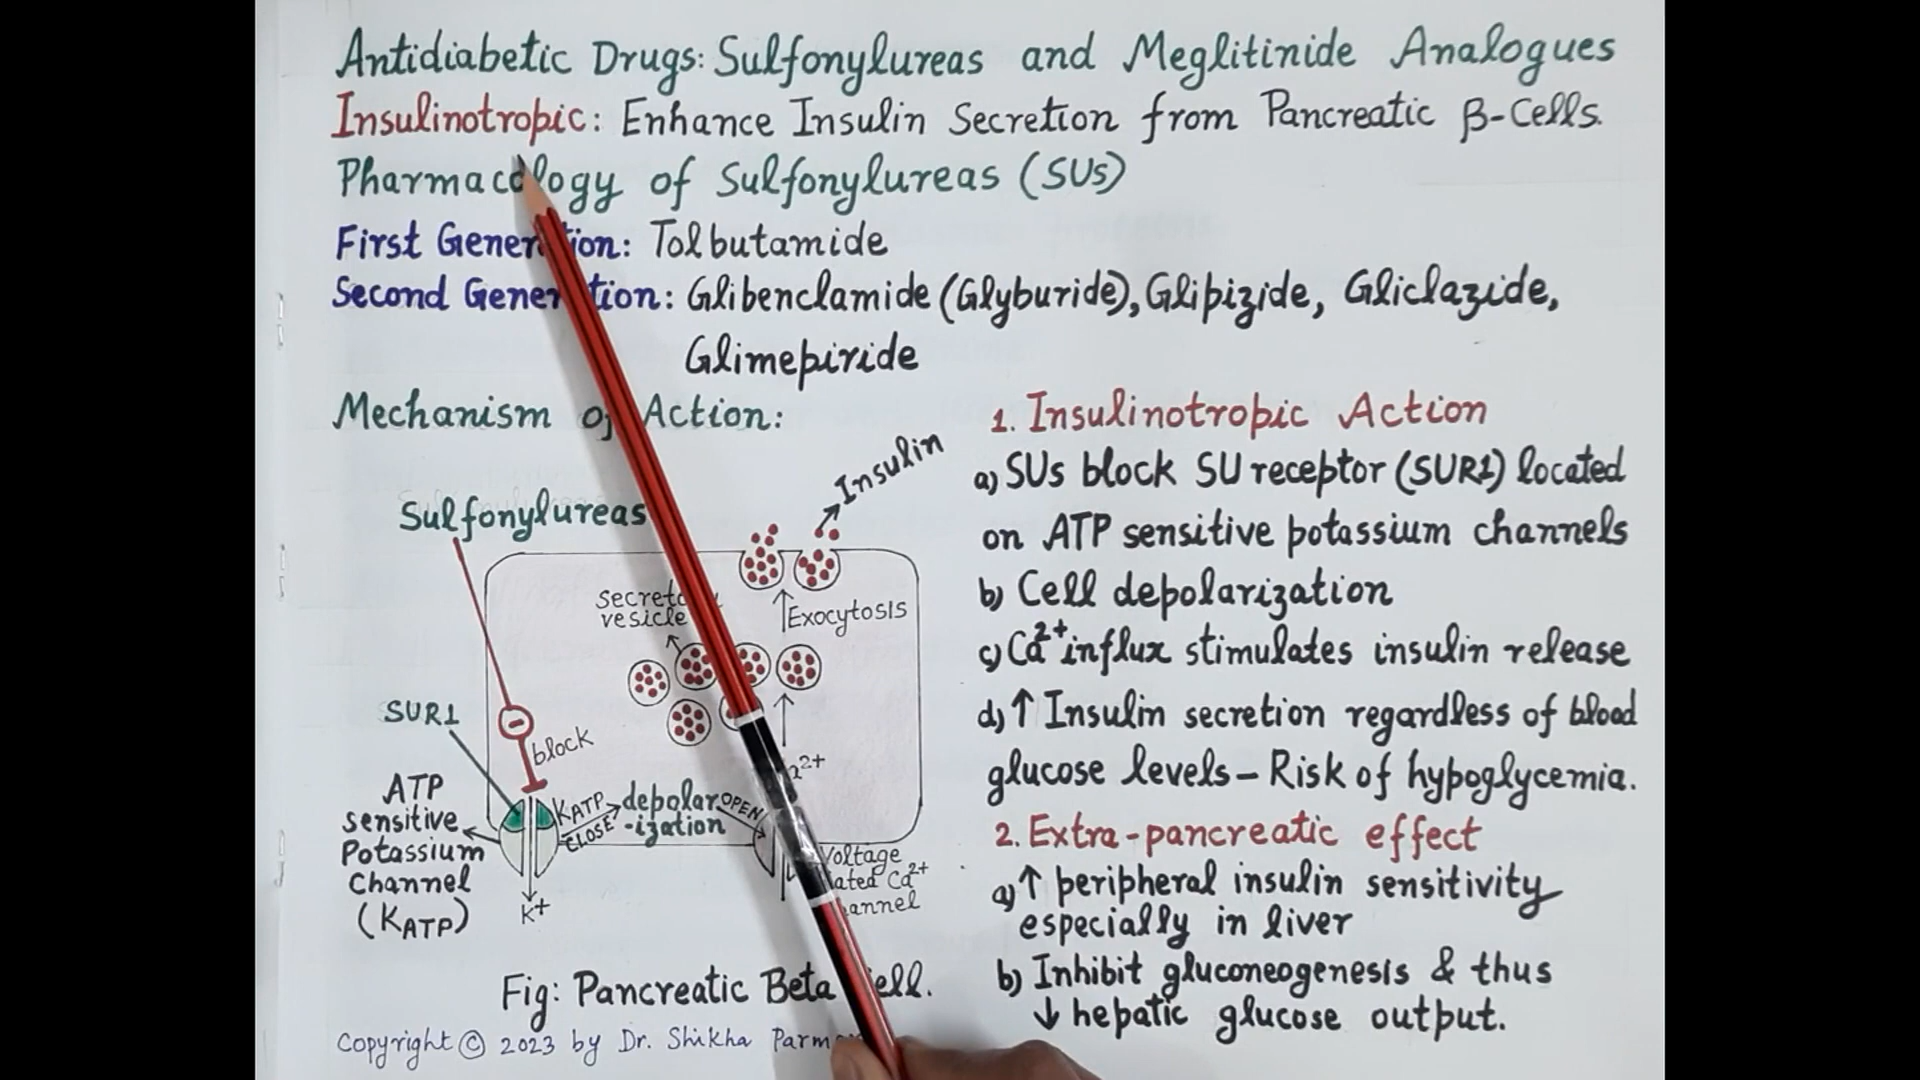 Antidiabetic Drugs: Sulfonylureas and Meglitinide Analogues
Insulinotropic: Enhance Insulin Secretion from Pancreatic β-Cells.
Pharmacology of Sulfonylureas (SUs)
First Generation: Tolbutamide
Second Generation: Glibenclamide (Glyburide), Glipizide, Gliclazide,
Glimepiride
Mechanism of Action:
Sulfonylureas
Insulin
vesicle
Exocytosis
SUR1
block
ATP
sensitive
Potassium
Channel
(KATP)
KATP
CLOSE
depolar
-ization
OPEN
K+
Voltage
Ca2+
Fig: Pancreatic Beta
1. Insulinotropic Action
a) SUs block SU receptor (SUR1) located
on ATP sensitive potassium channels
b) Cell depolarization
c) Ca2+ influx stimulates insulin release
d) ↑ Insulin secretion regardless of blood
glucose levels – Risk of hypoglycemia.
2. Extra-pancreatic effect
a) ↑ peripheral insulin sensitivity
especially in liver
b) Inhibit gluconeogenesis & thus
↓ hepatic glucose output.
Copyright © 2023 by Dr. Shikha